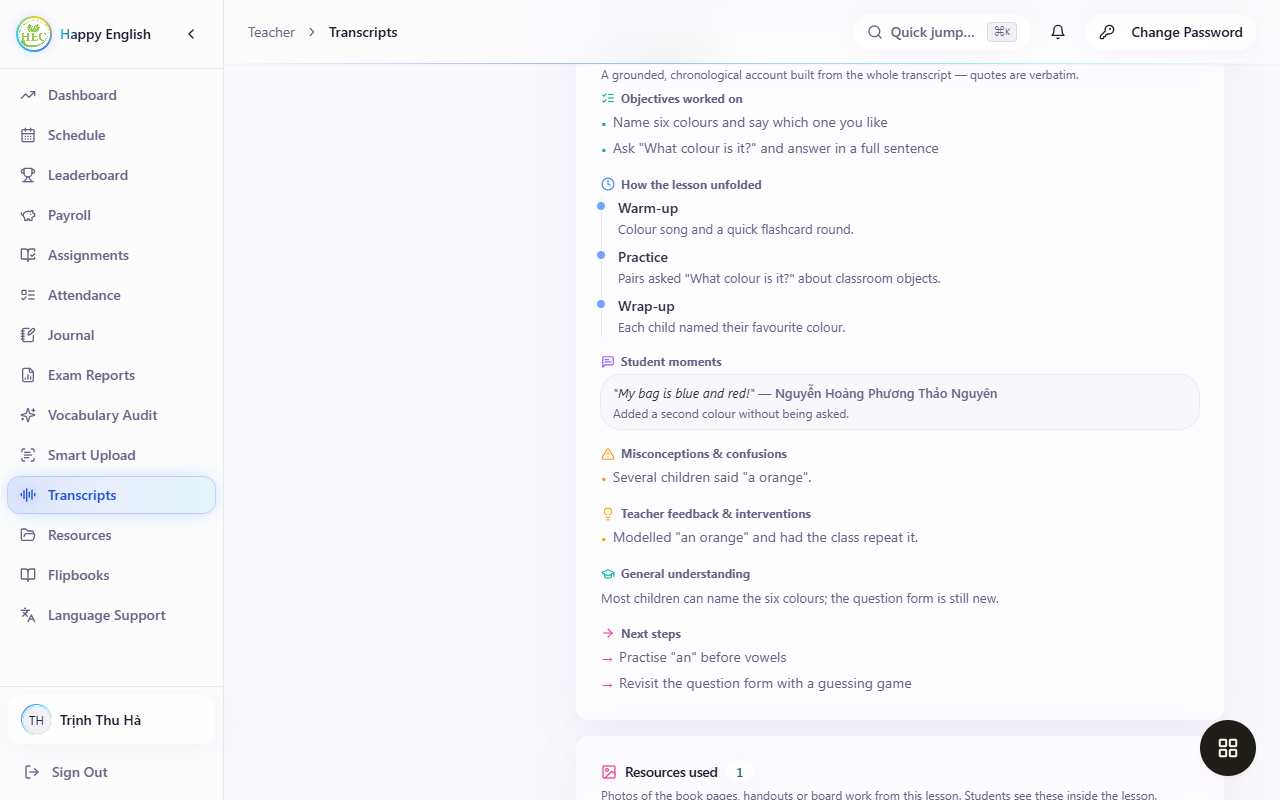 HEC
Happy English
Dashboard
Schedule
Leaderboard
Payroll
Assignments
Attendance
Journal
Exam Reports
Vocabulary Audit
Smart Upload
Transcripts
Resources
Flipbooks
Language Support
TH
Trịnh Thu Hà
Sign Out
Teacher
Transcripts
Quick jump...
⌘K
Change Password
A grounded, chronological account built from the whole transcript — quotes are verbatim.
Objectives worked on
• Name six colours and say which one you like
• Ask "What colour is it?" and answer in a full sentence
How the lesson unfolded
Warm-up
Colour song and a quick flashcard round.
Practice
Pairs asked "What colour is it?" about classroom objects.
Wrap-up
Each child named their favourite colour.
Student moments
"My bag is blue and red!" — Nguyễn Hoàng Phương Thảo Nguyên
Added a second colour without being asked.
Misconceptions & confusions
• Several children said "a orange".
Teacher feedback & interventions
• Modelled "an orange" and had the class repeat it.
General understanding
Most children can name the six colours; the question form is still new.
Next steps
→ Practise "an" before vowels
→ Revisit the question form with a guessing game
Resources used 1
Photos of the book pages, handouts or board work from this lesson. Students see these inside the lesson.